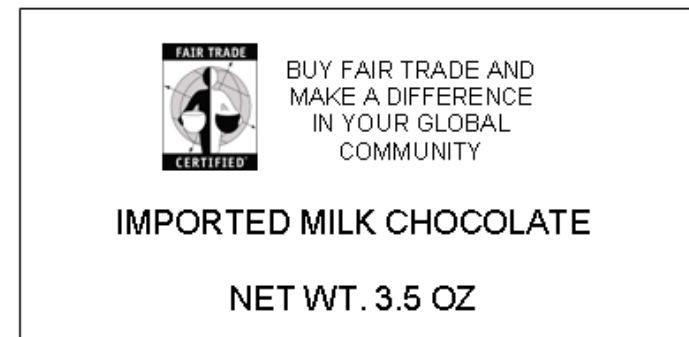 FAIR TRADE
CERTIFIED
BUY FAIR TRADE AND
MAKE A DIFFERENCE
IN YOUR GLOBAL
COMMUNITY
IMPORTED MILK CHOCOLATE
NET WT. 3.5 OZ